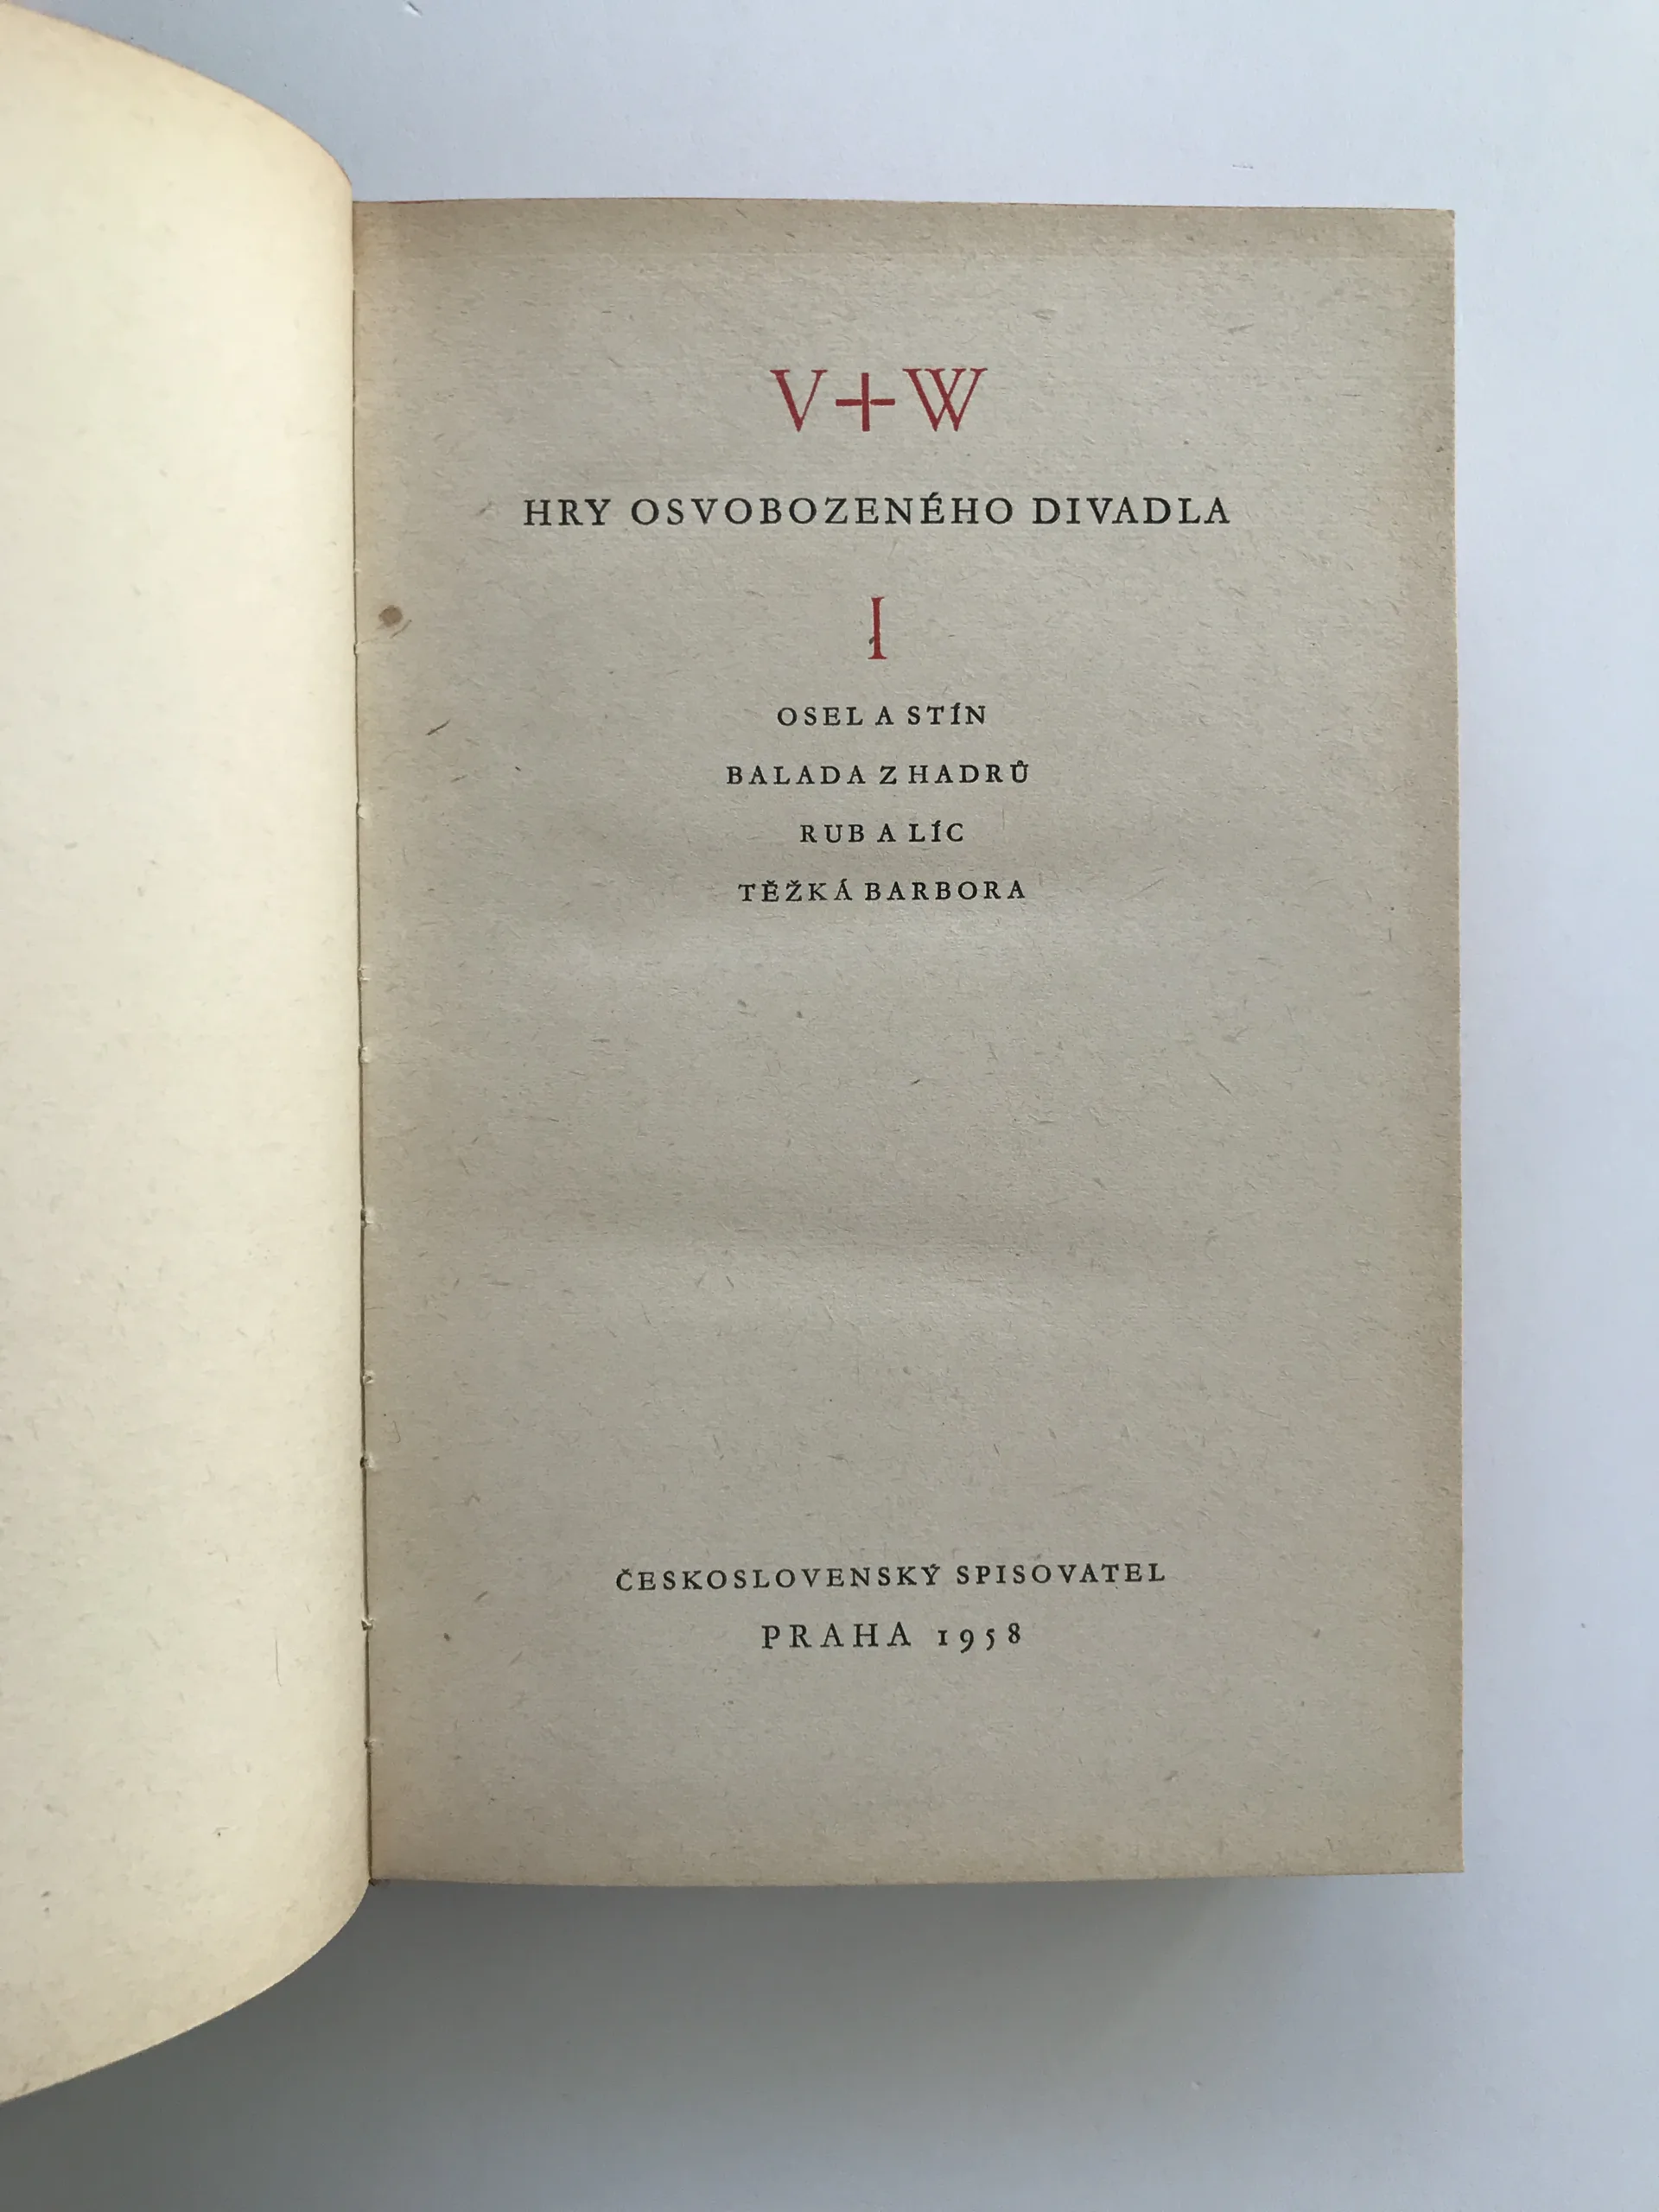 V+W
HRY OSVOBOZENÉHO DIVADLA
I
OSEL A STÍN
BALADA Z HADRŮ
RUB A LÍC
TĚŽKÁ BARBORA
ČESKOSLOVENSKÝ SPISOVATEL
PRAHA 1958